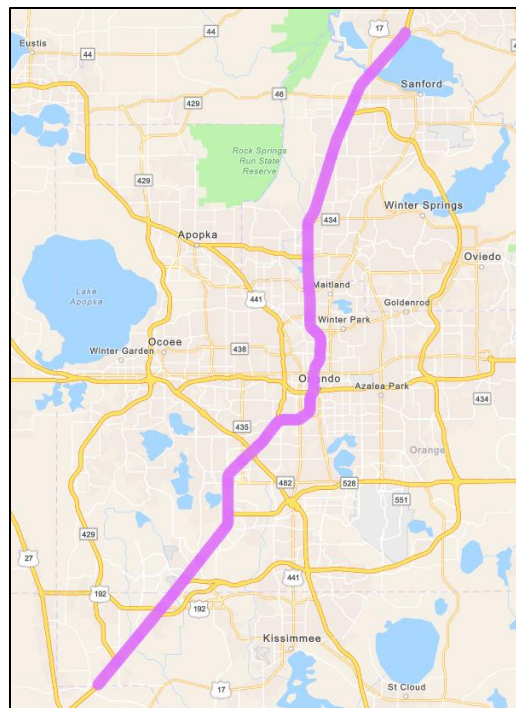 17
44
44
44
Eustis
Sanford
46
429
Rock Springs
Run State
Reserve
429
Winter Springs
434
Apopka
Oviedo
Maitland
Lake
Apopka
441
Goldenrod
Winter Park
Ocoee
438
Winter Garden
Orlando
Azalea Park
434
435
Orange
482
528
551
429
27
441
192
192
Kissimmee
17
St Cloud